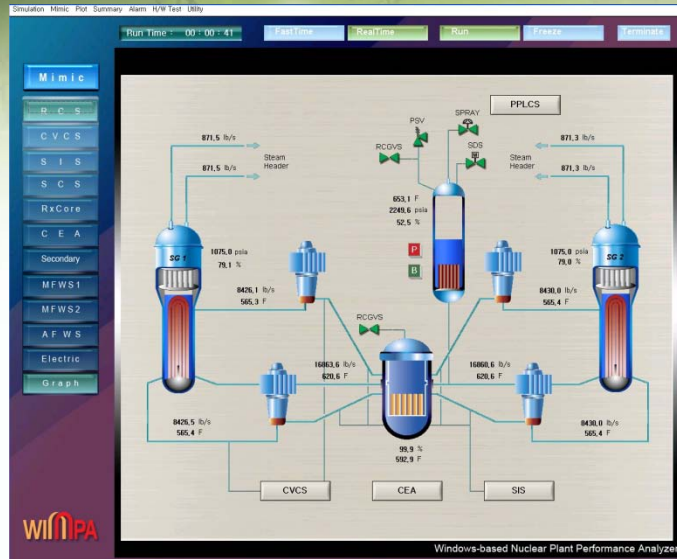 Simulation Mimic Plot Summary Alarm H/W Test Utility
Run Time : 00 : 00 : 41
FastTime
RealTime
Run
Freeze
Terminate
Mimic
RCS
CVCS
SIS
SCS
RxCore
CEA
Secondary
MFWS1
MFWS2
AFWS
Electric
Graph
PPLCS
SPRAY
PSV
RCGVS
SDS
871,5 lb/s
871,5 lb/s
Steam
Header
871,3 lb/s
871,3 lb/s
Steam
Header
653,1 F
2249,6 psia
52,5 %
P
B
SG 1
1075,0 psia
79,1 %
SG 2
1075,0 psia
79,0 %
8426,1 lb/s
565,3 F
8430,0 lb/s
565,4 F
RCGVS
16863,6 lb/s
620,6 F
16860,6 lb/s
620,6 F
8426,5 lb/s
565,4 F
8430,0 lb/s
565,4 F
99,9 %
592,9 F
CVCS
CEA
SIS
WINPA
Windows-based Nuclear Plant Performance Analyzer